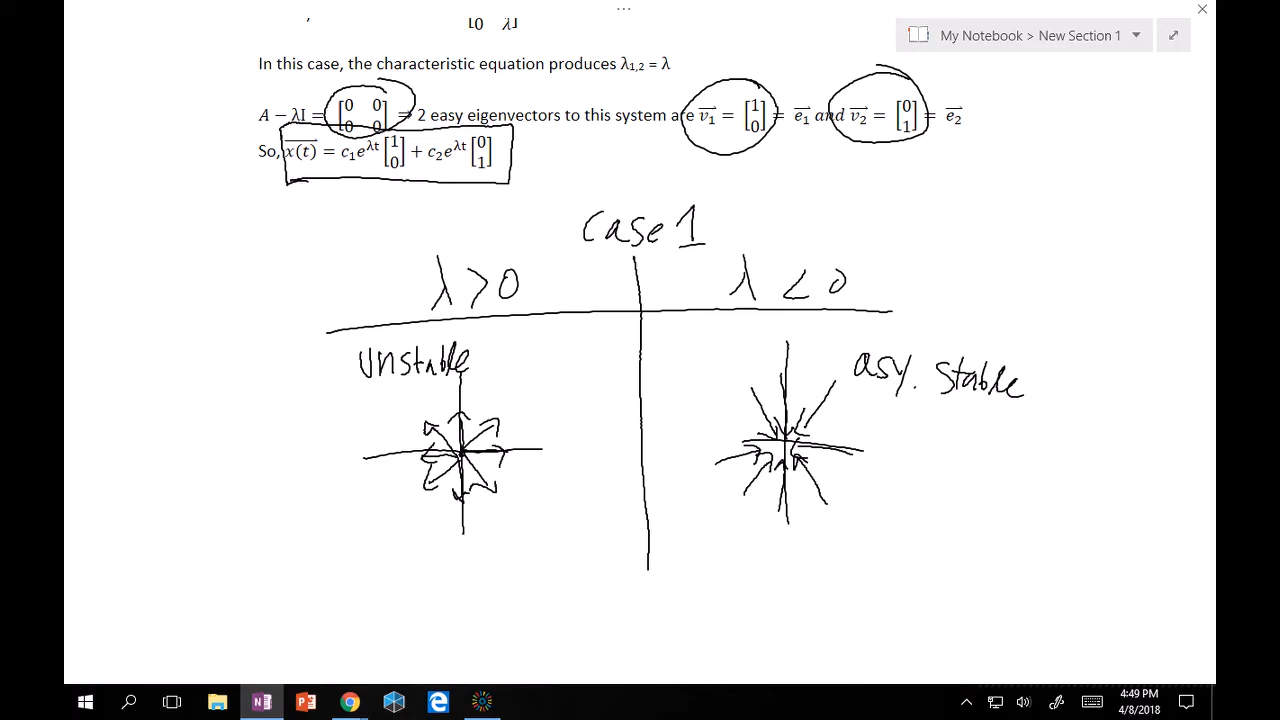 [0 λ]
My Notebook > New Section 1
In this case, the characteristic equation produces λ1,2 = λ
A − λI = [0 0; 0 0] ⇒ 2 easy eigenvectors to this system are v₁ = [1; 0] = e₁ and v₂ = [0; 1] = e₂
So, x(t) = c₁e^λt [1; 0] + c₂e^λt [0; 1]
Case 1
λ > 0
λ < 0
unstable
asy. stable
4:49 PM
4/8/2018